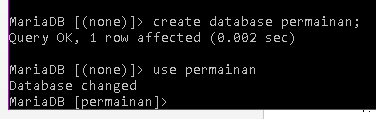 MariaDB [(none)]> create database permainan;
Query OK, 1 row affected (0.002 sec)
MariaDB [(none)]> use permainan
Database changed
MariaDB [permainan]>